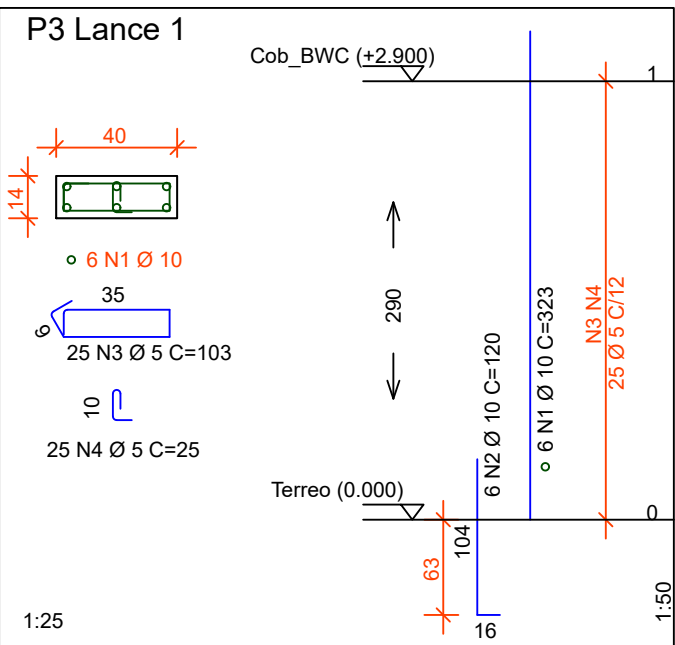 P3 Lance 1
Cob_BWC (+2.900)
1
40
14
6 N1 Ø 10
35
9
25 N3 Ø 5 C=103
10
25 N4 Ø 5 C=25
290
6 N2 Ø 10 C=120
6 N1 Ø 10 C=323
N3 N4
25 Ø 5 C/12
Terreo (0.000)
0
104
63
16
1:25
1:50